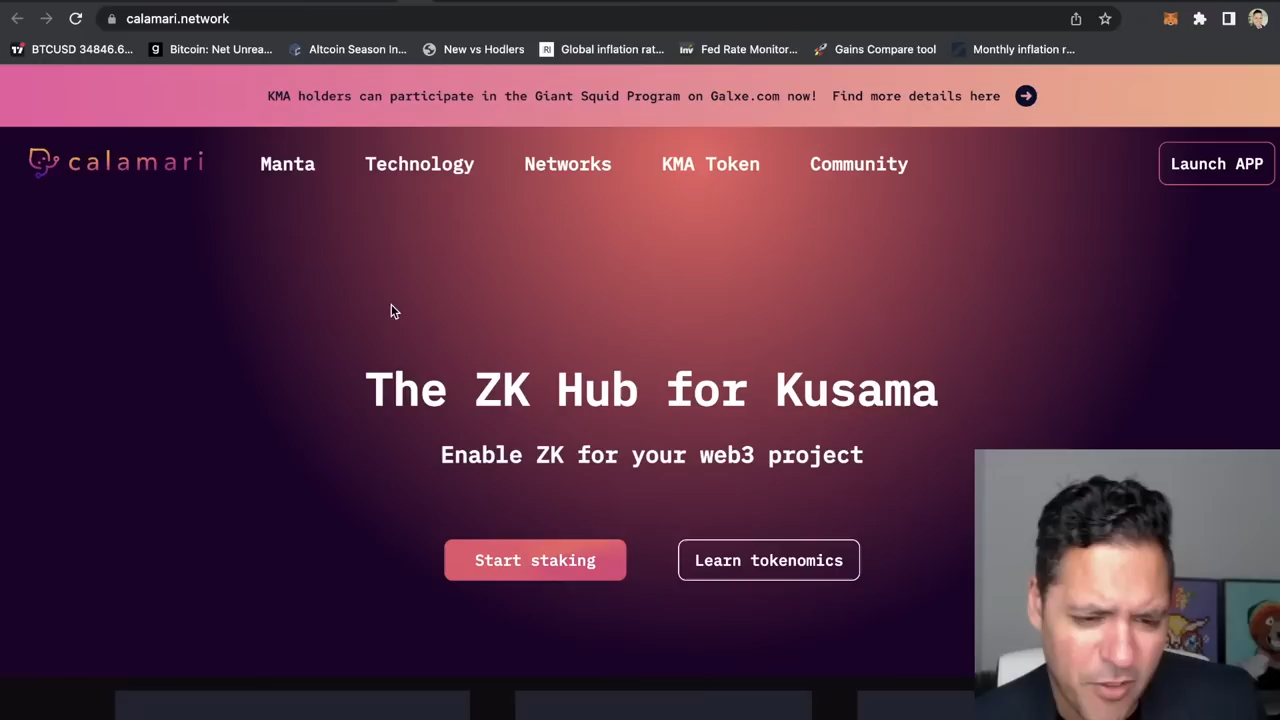 calamari.network
BTCUSD 34846.6... Bitcoin: Net Unrea... Altcoin Season In... New vs Hodlers Global inflation rat... Fed Rate Monitor... Gains Compare tool Monthly inflation r...
KMA holders can participate in the Giant Squid Program on Galxe.com now! Find more details here
calamari Manta Technology Networks KMA Token Community Launch APP
The ZK Hub for Kusama
Enable ZK for your web3 project
Start staking Learn tokenomics